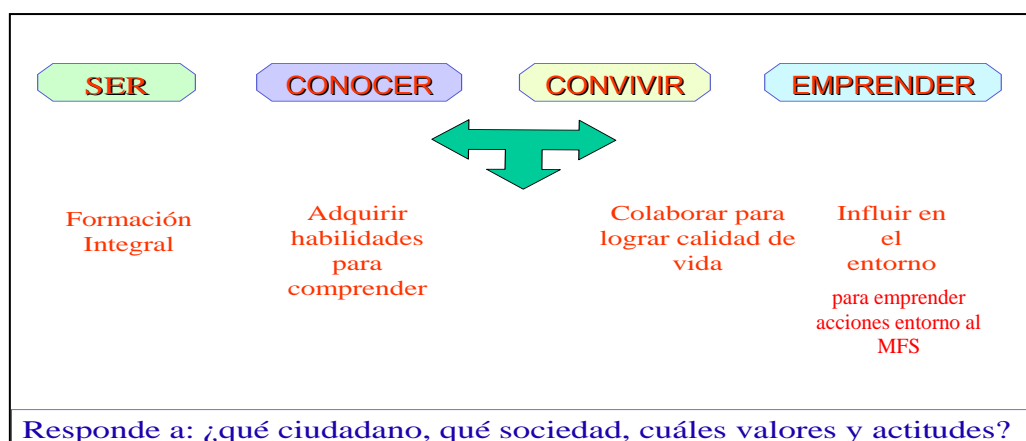 SER
CONOCER
CONVIVIR
EMPRENDER
Formación
Integral
Adquirir
habilidades
para
comprender
Colaborar para
lograr calidad de
vida
Influir en
el
entorno
para emprender
acciones entorno al
MFS
Responde a: ¿qué ciudadano, qué sociedad, cuáles valores y actitudes?